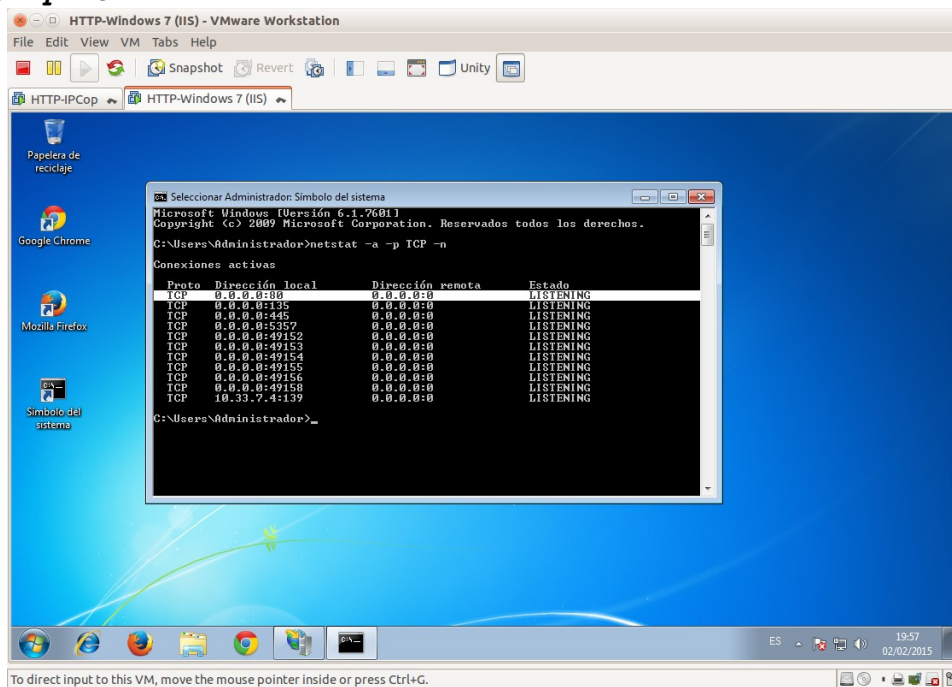 HTTP-Windows 7 (IIS) - VMware Workstation
File Edit View VM Tabs Help
Snapshot Revert Unity
HTTP-IPCop HTTP-Windows 7 (IIS)
Papelera de
reciclaje
Google Chrome
Mozilla Firefox
Símbolo del
sistema
Seleccionar Administrador: Símbolo del sistema
Microsoft Windows [Versión 6.1.7601]
Copyright (c) 2009 Microsoft Corporation. Reservados todos los derechos.
C:\Users\Administrador>netstat -a -p TCP -n
Conexiones activas
Proto Dirección local Dirección remota Estado
TCP 0.0.0.0:80 0.0.0.0:0 LISTENING
TCP 0.0.0.0:135 0.0.0.0:0 LISTENING
TCP 0.0.0.0:445 0.0.0.0:0 LISTENING
TCP 0.0.0.0:5357 0.0.0.0:0 LISTENING
TCP 0.0.0.0:49152 0.0.0.0:0 LISTENING
TCP 0.0.0.0:49153 0.0.0.0:0 LISTENING
TCP 0.0.0.0:49154 0.0.0.0:0 LISTENING
TCP 0.0.0.0:49155 0.0.0.0:0 LISTENING
TCP 0.0.0.0:49156 0.0.0.0:0 LISTENING
TCP 0.0.0.0:49158 0.0.0.0:0 LISTENING
TCP 10.33.7.4:139 0.0.0.0:0 LISTENING
C:\Users\Administrador>_
ES 19:57
02/02/2015
To direct input to this VM, move the mouse pointer inside or press Ctrl+G.